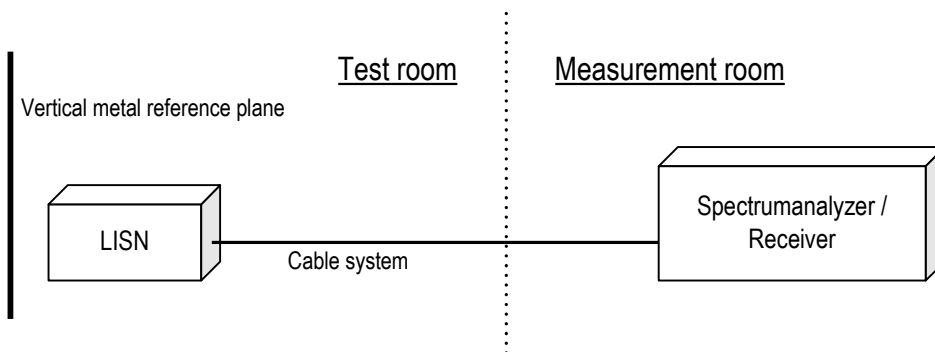 Test room
Measurement room
Vertical metal reference plane
LISN
Cable system
Spectrumanalyzer /
Receiver